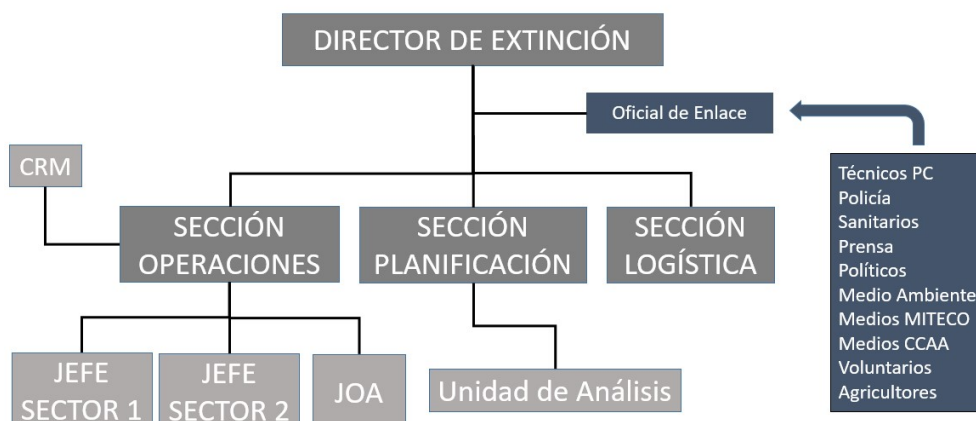 DIRECTOR DE EXTINCIÓN
Oficial de Enlace
CRM
Técnicos PC
Policía
Sanitarios
Prensa
Políticos
Medio Ambiente
Medios MITECO
Medios CCAA
Voluntarios
Agricultores
SECCIÓN
OPERACIONES
SECCIÓN
PLANIFICACIÓN
SECCIÓN
LOGÍSTICA
JEFE
SECTOR 1
JEFE
SECTOR 2
JOA
Unidad de Análisis